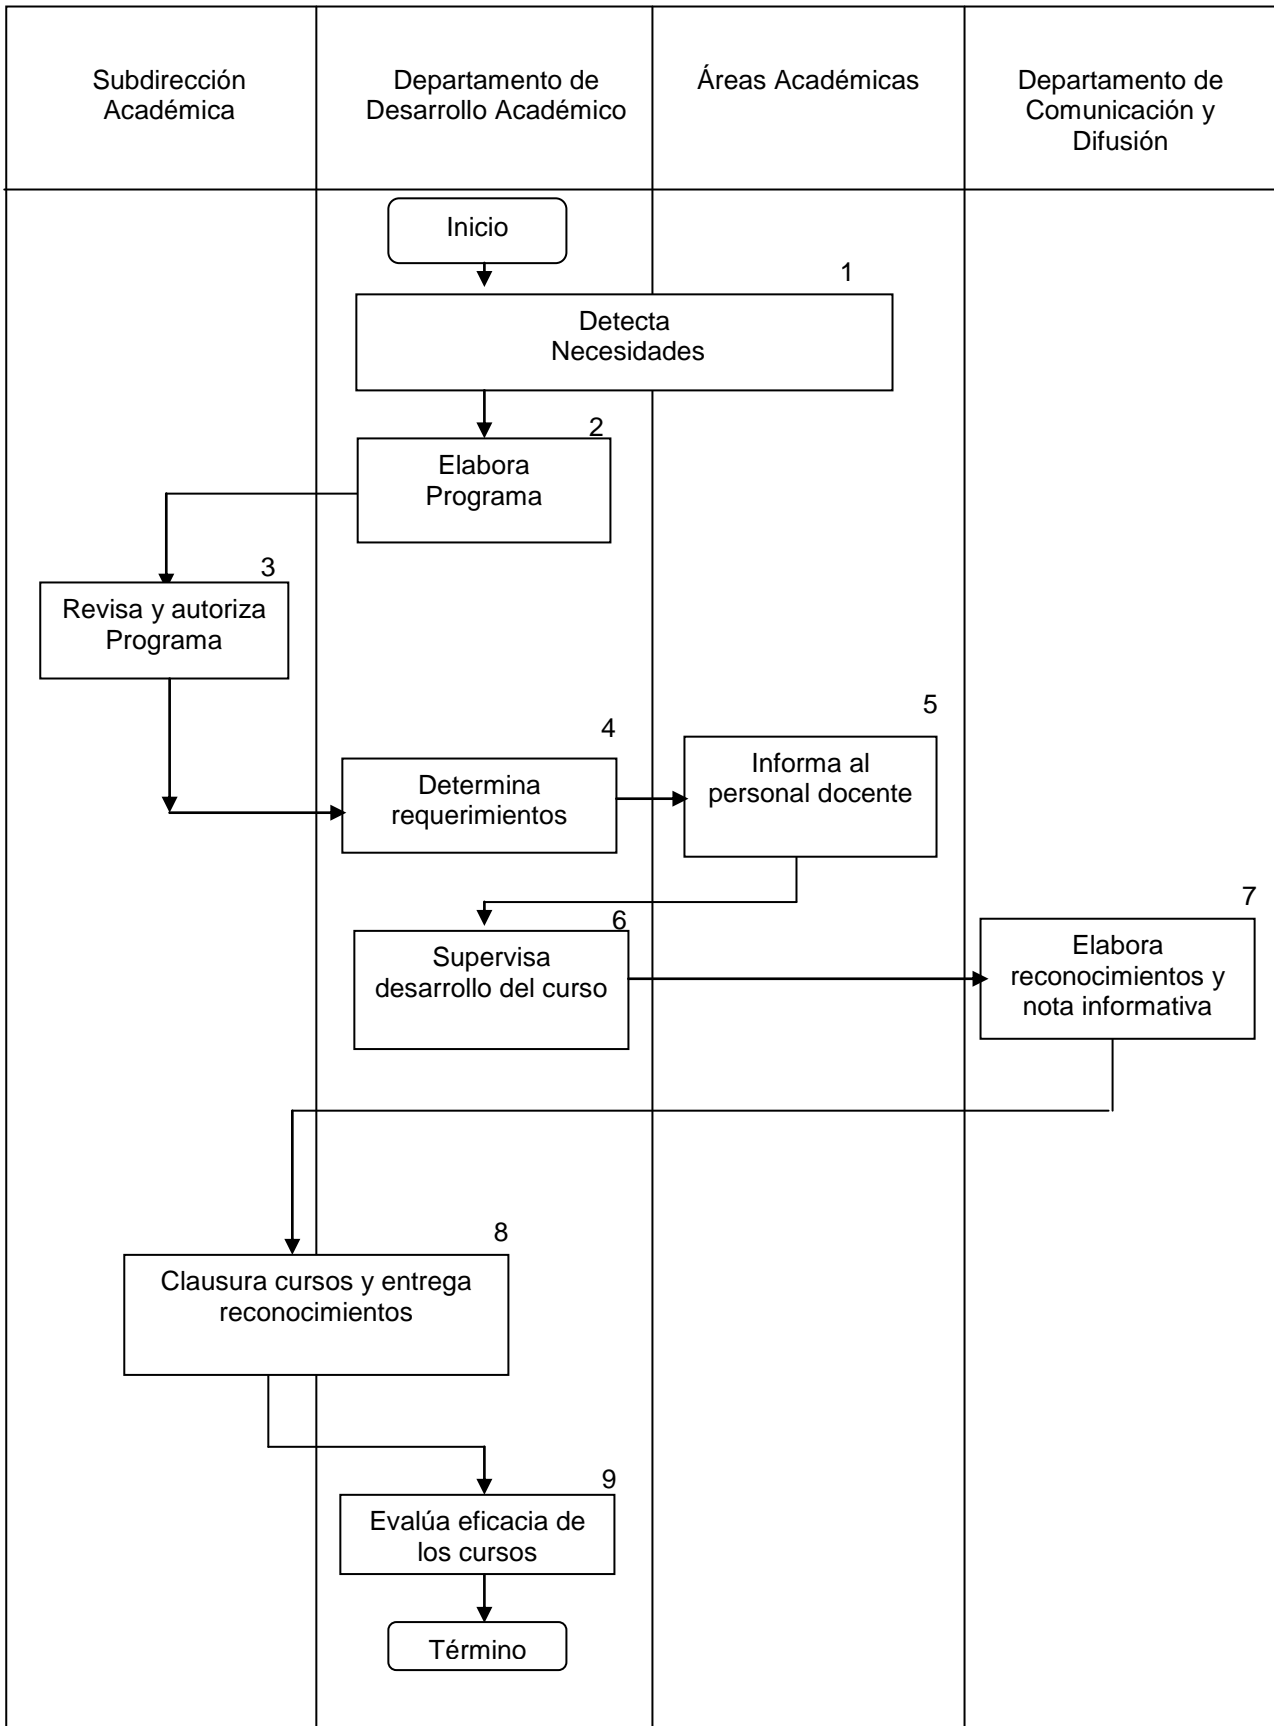 Subdirección
Académica
Departamento de
Desarrollo Académico
Áreas Académicas
Departamento de
Comunicación y
Difusión
Inicio
1
Detecta
Necesidades
2
Elabora
Programa
3
Revisa y autoriza
Programa
4
Determina
requerimientos
5
Informa al
personal docente
6
Supervisa
desarrollo del curso
7
Elabora
reconocimientos y
nota informativa
8
Clausura cursos y entrega
reconocimientos
9
Evalúa eficacia de
los cursos
Término